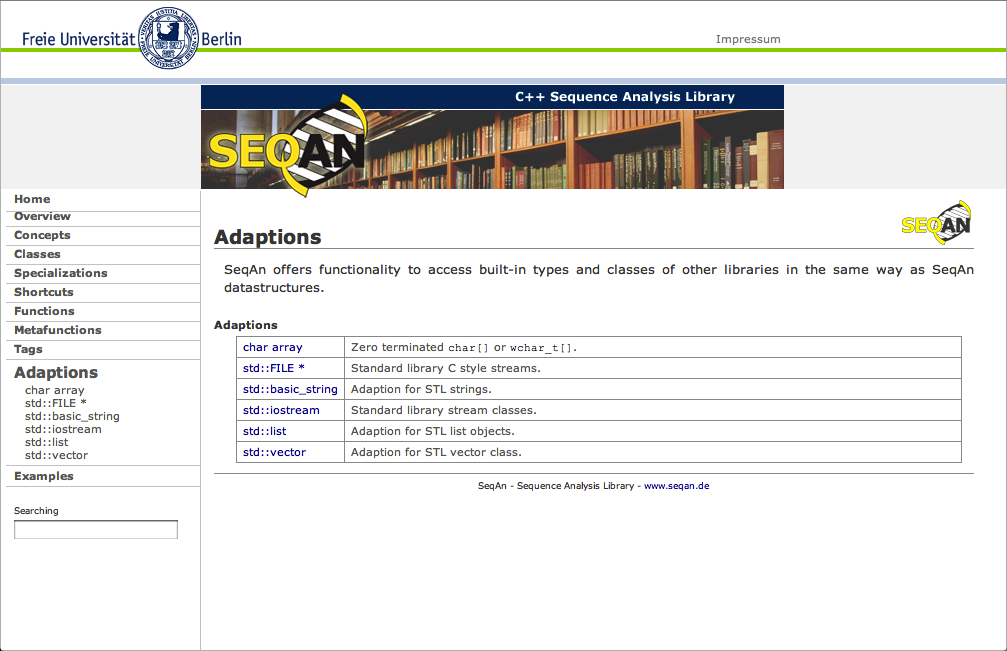 Freie Universität Berlin
Impressum
C++ Sequence Analysis Library
SEQAN
Home
Overview
Concepts
Classes
Specializations
Shortcuts
Functions
Metafunctions
Tags
Adaptions
char array
std::FILE *
std::basic_string
std::iostream
std::list
std::vector
Examples
Searching
SEQAN
Adaptions
SeqAn offers functionality to access built-in types and classes of other libraries in the same way as SeqAn
datastructures.
Adaptions
char array Zero terminated char[] or wchar_t[].
std::FILE * Standard library C style streams.
std::basic_string Adaption for STL strings.
std::iostream Standard library stream classes.
std::list Adaption for STL list objects.
std::vector Adaption for STL vector class.
SeqAn - Sequence Analysis Library - www.seqan.de